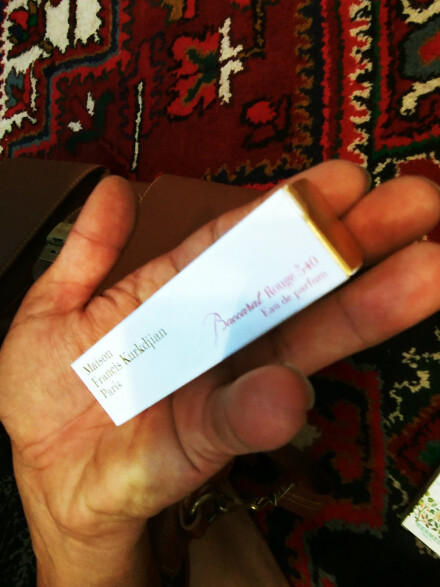 Maison
Francis Kurkdjian
Paris
Baccarat Rouge 540
Eau de parfum